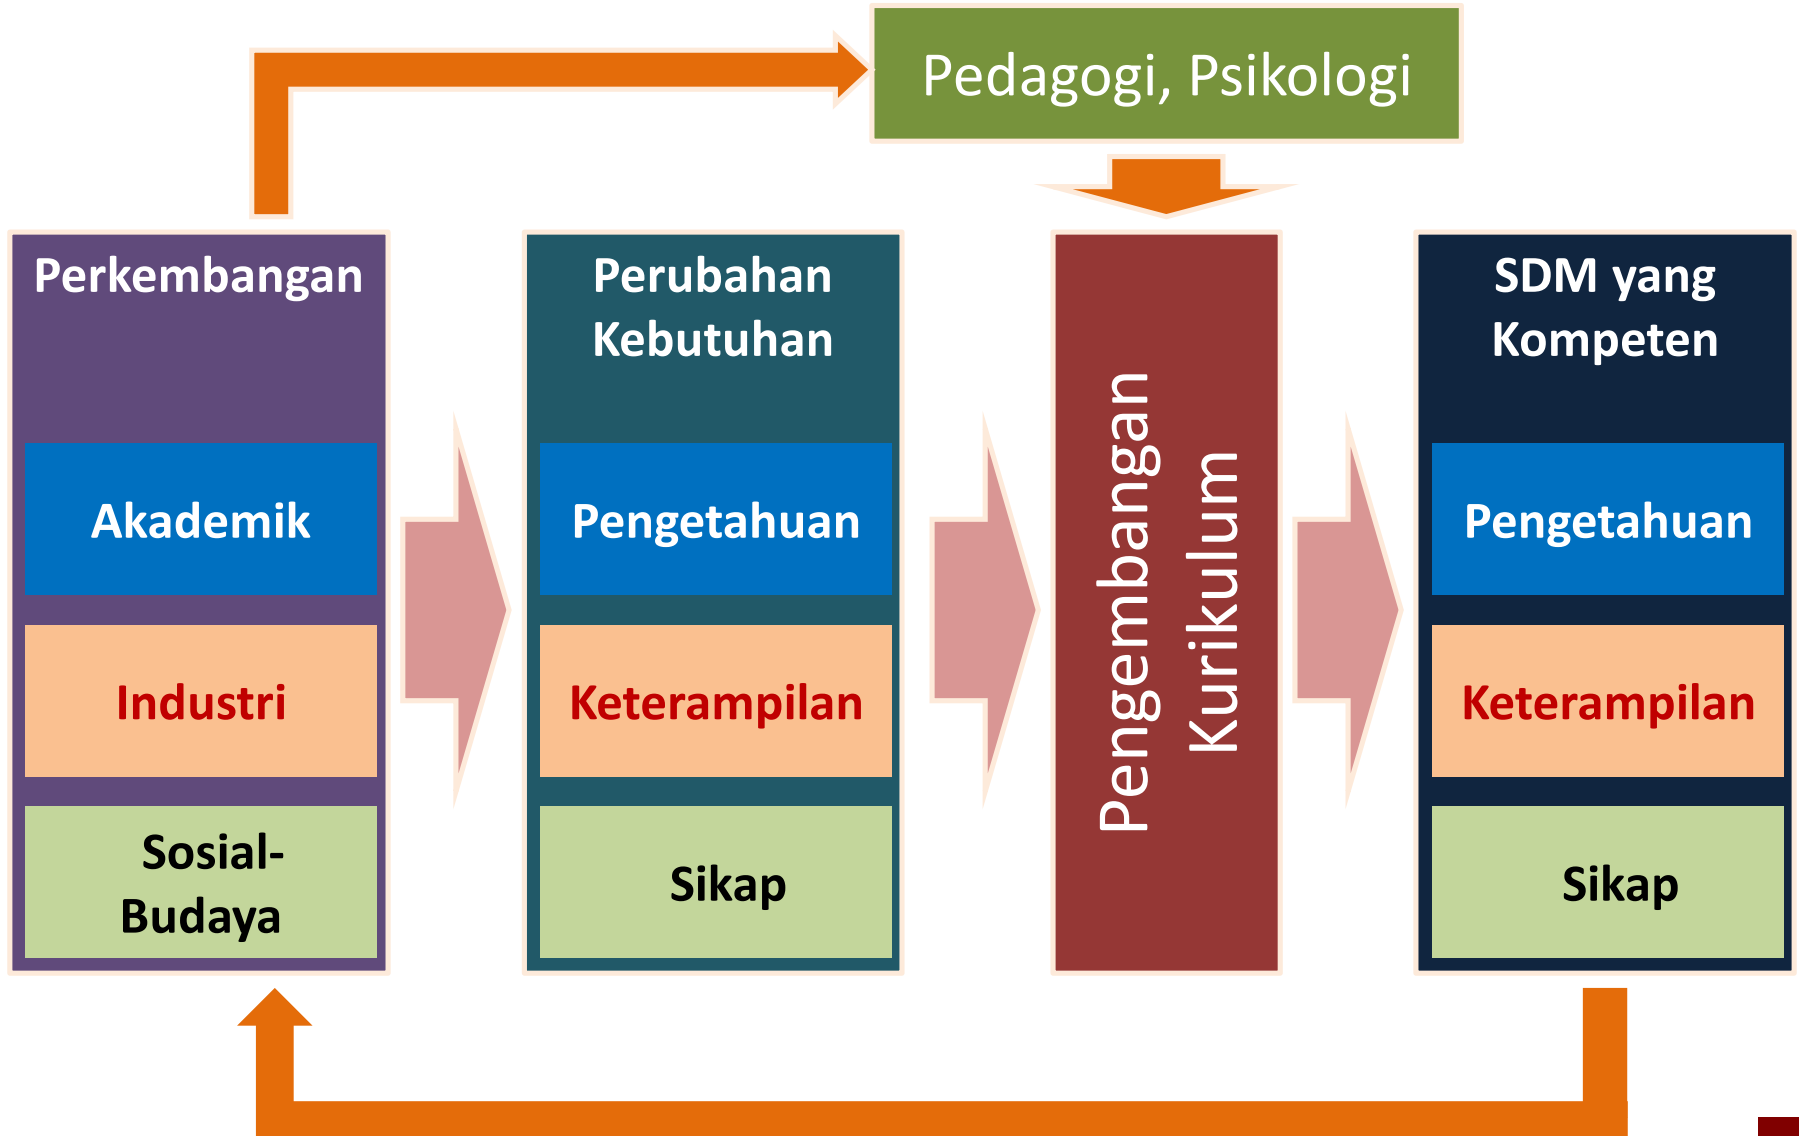 Pedagogi, Psikologi
Perkembangan
Akademik
Industri
Sosial-
Budaya
Perubahan
Kebutuhan
Pengetahuan
Keterampilan
Sikap
Pengembangan
Kurikulum
SDM yang
Kompeten
Pengetahuan
Keterampilan
Sikap